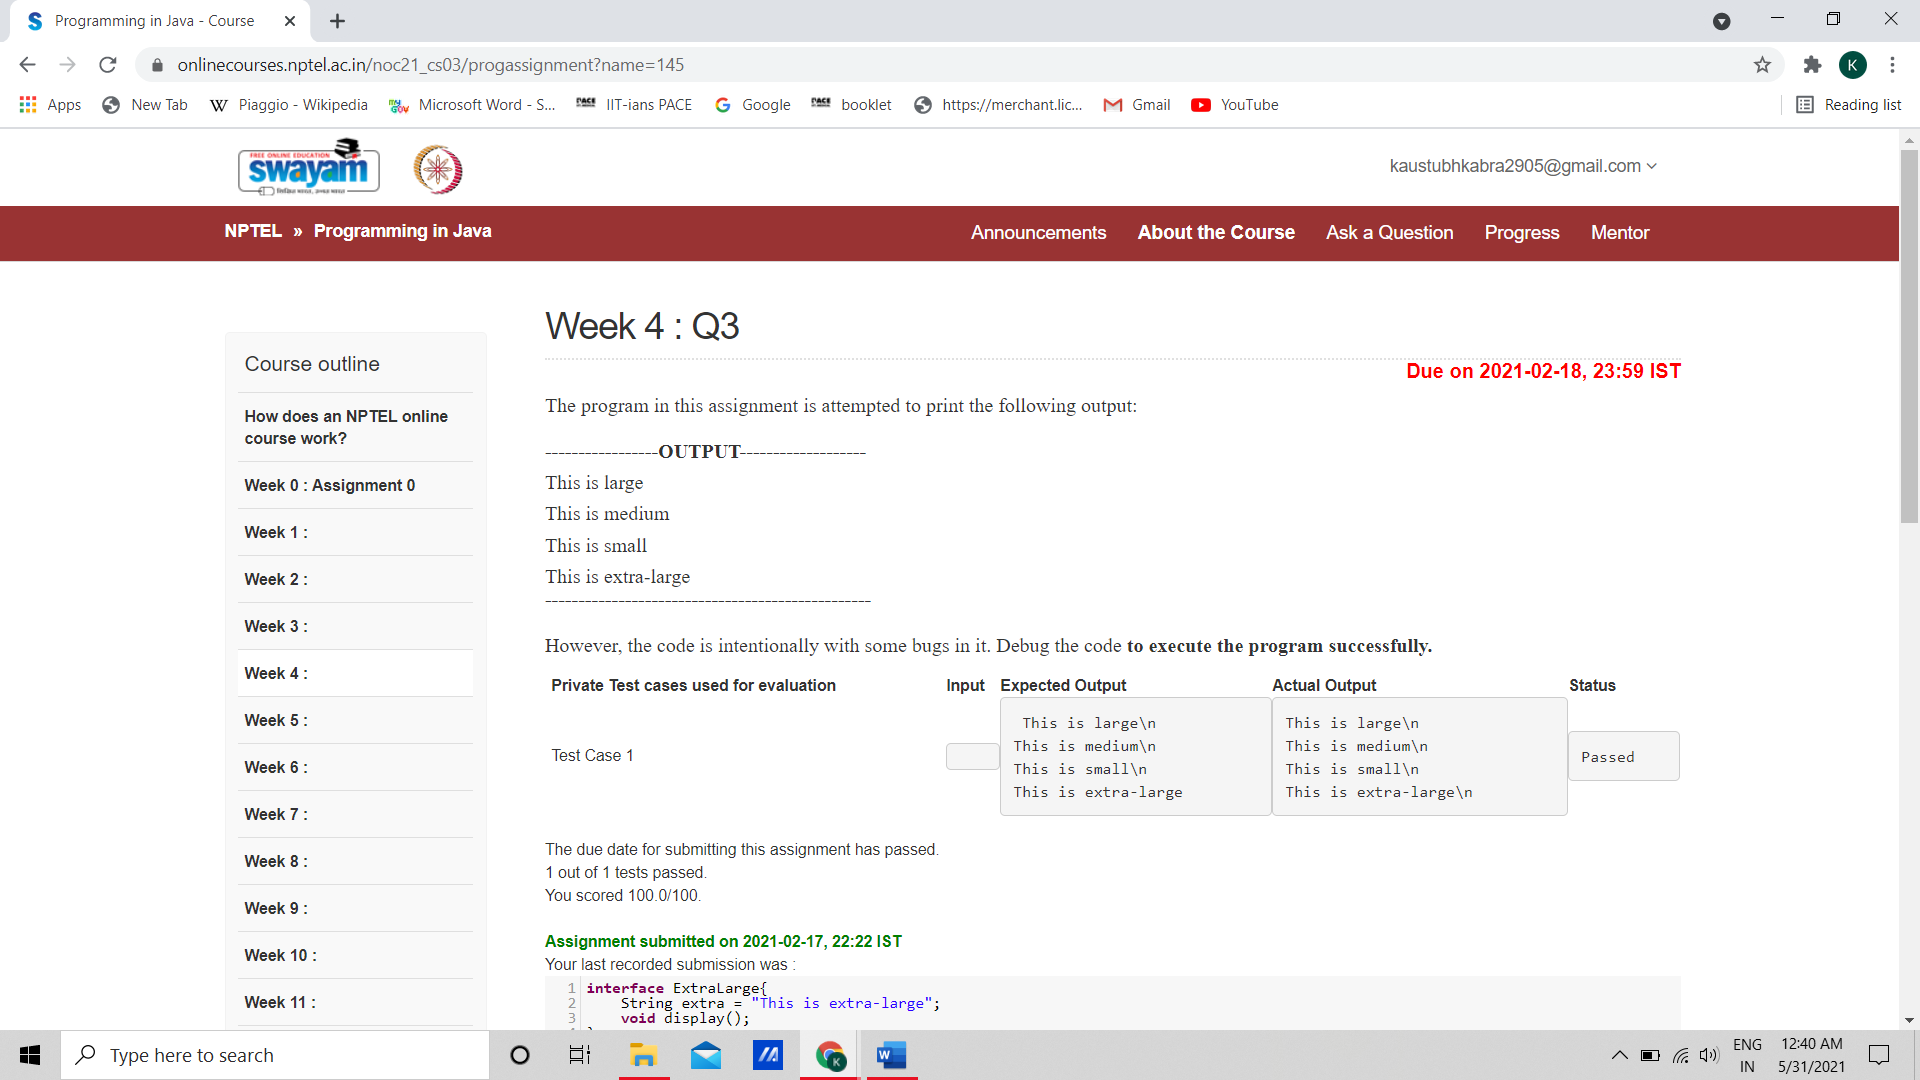 Programming in Java - Course
onlinecourses.nptel.ac.in/noc21_cs03/progassignment?name=145
K
Apps New Tab W Piaggio - Wikipedia Microsoft Word - S... PACE IIT-ians PACE G Google PACE booklet https://merchant.lic... Gmail YouTube Reading list
FREE ONLINE EDUCATION
swayam
kaustubhkabra2905@gmail.com
NPTEL » Programming in Java Announcements About the Course Ask a Question Progress Mentor
Course outline
How does an NPTEL online
course work?
Week 0 : Assignment 0
Week 1 :
Week 2 :
Week 3 :
Week 4 :
Week 5 :
Week 6 :
Week 7 :
Week 8 :
Week 9 :
Week 10 :
Week 11 :
Week 4 : Q3
Due on 2021-02-18, 23:59 IST
The program in this assignment is attempted to print the following output:
-----------------OUTPUT-------------------
This is large
This is medium
This is small
This is extra-large
-------------------------------------------------
However, the code is intentionally with some bugs in it. Debug the code to execute the program successfully.
Private Test cases used for evaluation Input Expected Output Actual Output Status
Test Case 1
This is large\n
This is medium\n
This is small\n
This is extra-large
This is large\n
This is medium\n
This is small\n
This is extra-large\n
Passed
The due date for submitting this assignment has passed.
1 out of 1 tests passed.
You scored 100.0/100.
Assignment submitted on 2021-02-17, 22:22 IST
Your last recorded submission was :
1 interface ExtraLarge{
2 String extra = "This is extra-large";
3 void display();
Type here to search
ENG
IN
12:40 AM
5/31/2021